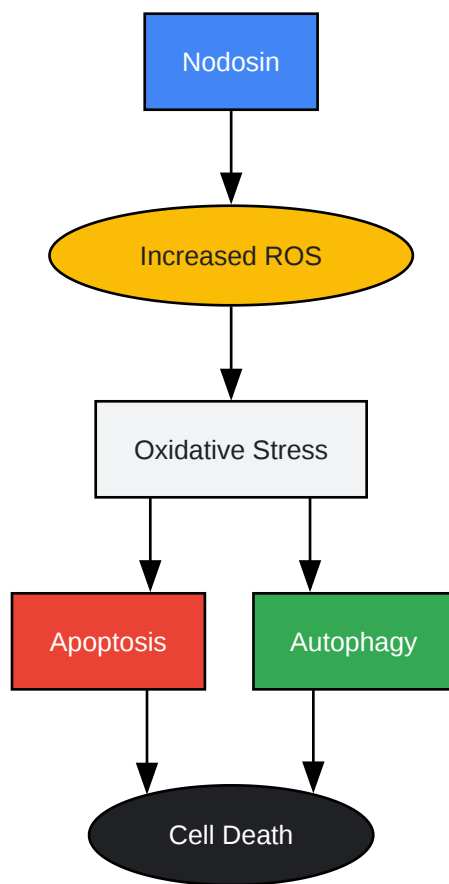 Nodosin
Increased ROS
Oxidative Stress
Apoptosis
Autophagy
Cell Death